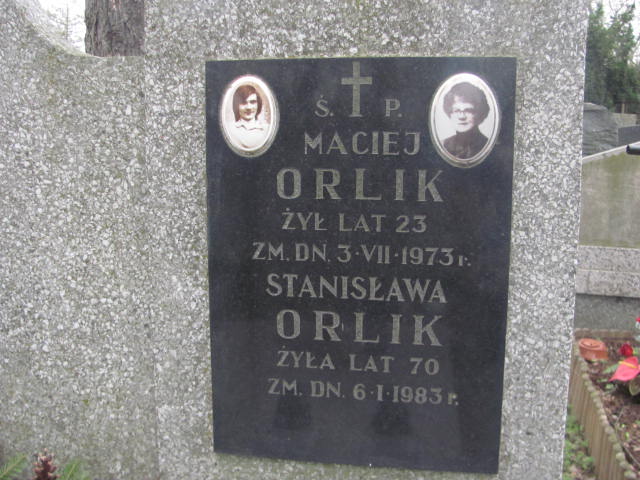 Ś. P.
MACIEJ
ORLIK
ŻYŁ LAT 23
ZM. DN. 3·VII·1973 r.
STANISŁAWA
ORLIK
ŻYŁA LAT 70
ZM. DN. 6·I·1983 r.